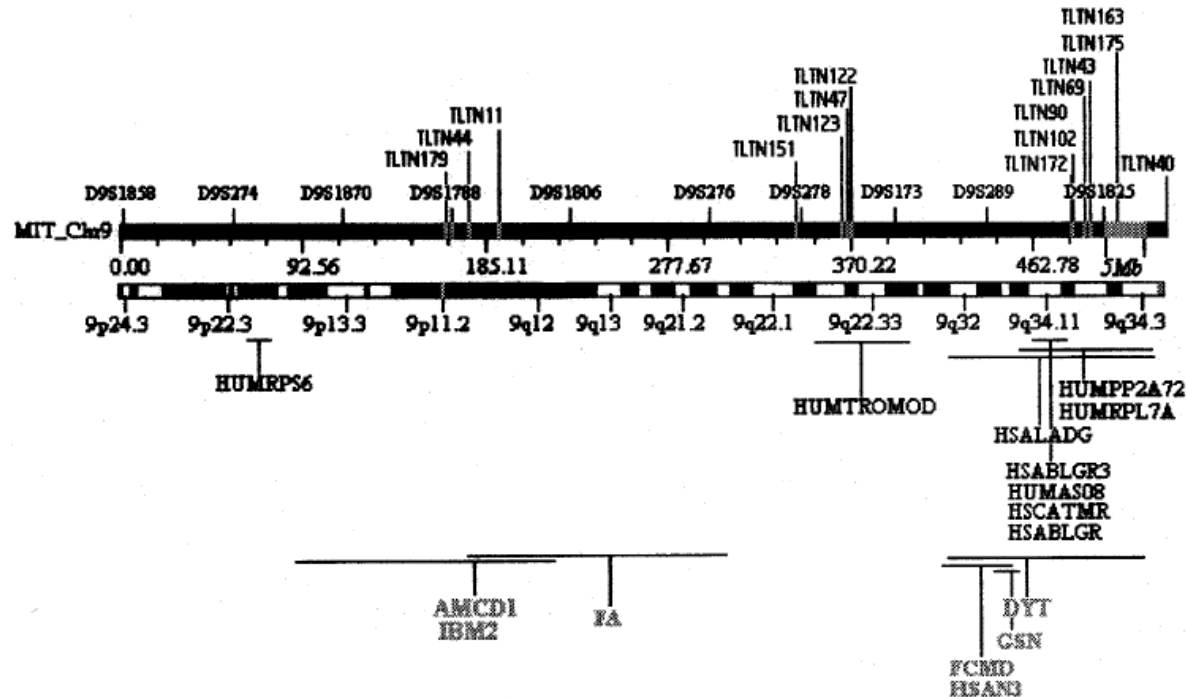 TLTN163
TLTN175
TLTN122 TLTN43
TLTN47 TLTN69
TLTN11 TLTN123 TLTN90
TLTN44 TLTN102
TLTN179 TLTN151 TLTN172 TLTN40
D9S1858 D9S274 D9S1870 D9S1788 D9S1806 D9S276 D9S278 D9S173 D9S289 D9S1825
MIT_Chr9
0.00 92.56 185.11 277.67 370.22 462.78 5Mb
9p24.3 9p22.3 9p13.3 9p11.2 9q12 9q13 9q21.2 9q22.1 9q22.33 9q32 9q34.11 9q34.3
HUMRPS6 HUMPP2A72
HUMTROMOD HUMRPL7A
HSALADG
HSABLGR3
HUMAS08
HSCATMR
HSABLGR
AMCD1 FA DYT
IBM2
GSN
FCMD
HSAN3